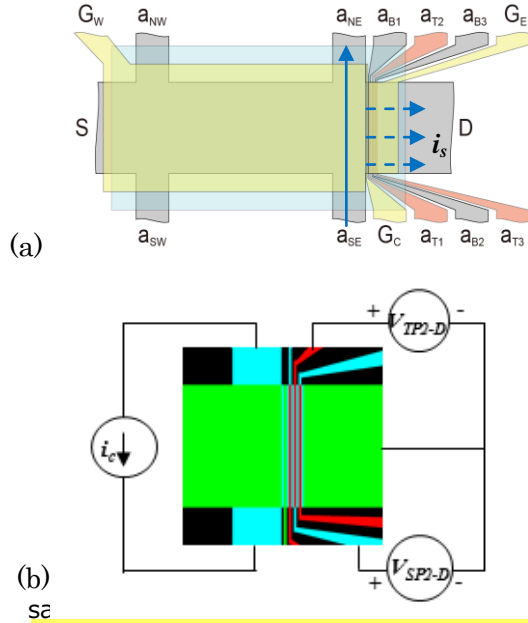 G_W a_NW a_NE a_B1 a_T2 a_B3 G_E
S D
i_s
a_SW a_SE G_C a_T1 a_B2 a_T3
(a)
+ V_TP2-D -
i_c
+ V_SP2-D -
(b)